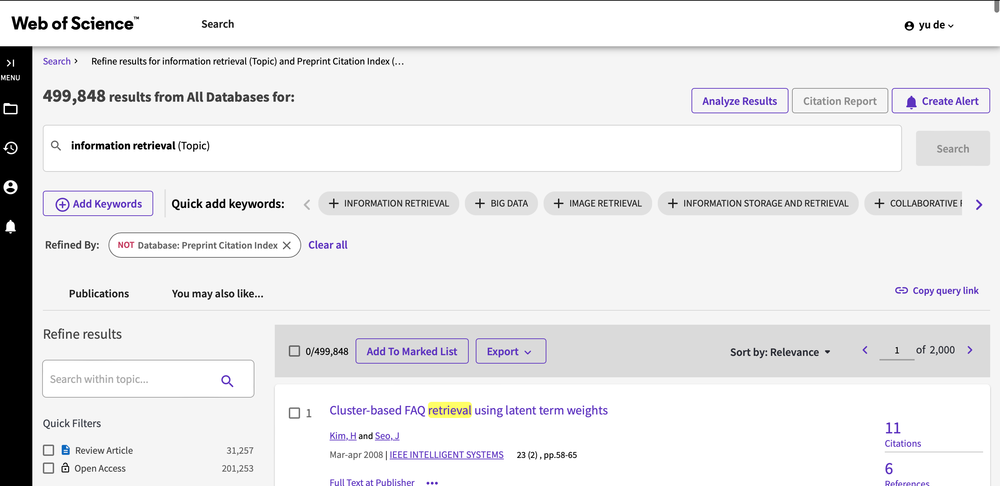 Web of Science™
Search
yu de
MENU
Search
Refine results for information retrieval (Topic) and Preprint Citation Index (...
499,848 results from All Databases for:
Analyze Results
Citation Report
Create Alert
information retrieval (Topic)
Search
Add Keywords
Quick add keywords:
+ INFORMATION RETRIEVAL
+ BIG DATA
+ IMAGE RETRIEVAL
+ INFORMATION STORAGE AND RETRIEVAL
+ COLLABORATIVE
Refined By:
NOT Database: Preprint Citation Index
Clear all
Publications
You may also like...
Copy query link
Refine results
0/499,848
Add To Marked List
Export
Sort by: Relevance
1 of 2,000
Search within topic...
1
Cluster-based FAQ retrieval using latent term weights
Kim, H and Seo, J
Mar-apr 2008 | IEEE INTELLIGENT SYSTEMS 23 (2) , pp.58-65
Full Text at Publisher
11
Citations
6
References
Quick Filters
Review Article 31,257
Open Access 201,253